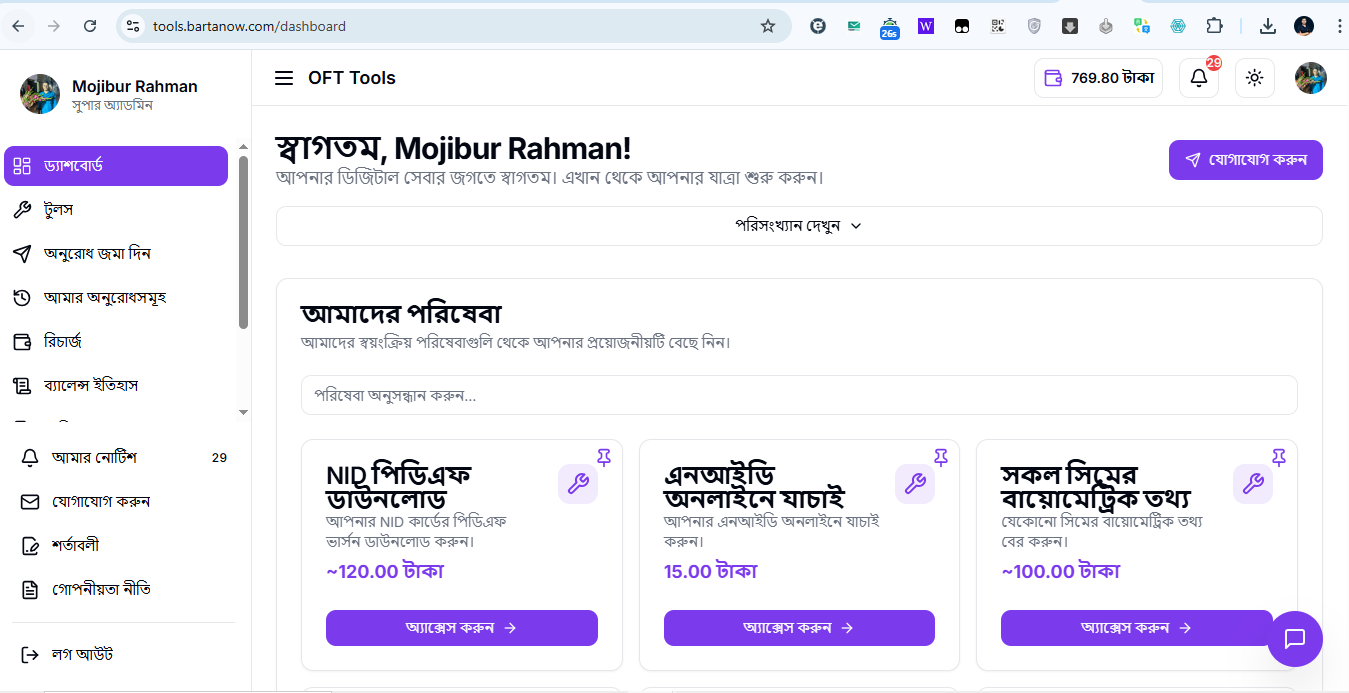 tools.bartanow.com/dashboard
26s
W
Mojibur Rahman
সুপার অ্যাডমিন
OFT Tools
769.80 টাকা
29
ড্যাশবোর্ড
টুলস
অনুরোধ জমা দিন
আমার অনুরোধসমূহ
রিচার্জ
ব্যালেন্স ইতিহাস
আমার নোটিশ 29
যোগাযোগ করুন
শর্তাবলী
গোপনীয়তা নীতি
লগ আউট
স্বাগতম, Mojibur Rahman!
আপনার ডিজিটাল সেবার জগতে স্বাগতম। এখান থেকে আপনার যাত্রা শুরু করুন।
যোগাযোগ করুন
পরিসংখ্যান দেখুন
আমাদের পরিষেবা
আমাদের স্বয়ংক্রিয় পরিষেবাগুলি থেকে আপনার প্রয়োজনীয়টি বেছে নিন।
পরিষেবা অনুসন্ধান করুন...
NID পিডিএফ
ডাউনলোড
আপনার NID কার্ডের পিডিএফ
ভার্সন ডাউনলোড করুন।
~120.00 টাকা
অ্যাক্সেস করুন →
এনআইডি
অনলাইনে যাচাই
আপনার এনআইডি অনলাইনে যাচাই
করুন।
15.00 টাকা
অ্যাক্সেস করুন →
সকল সিমের
বায়োমেট্রিক তথ্য
যেকোনো সিমের বায়োমেট্রিক তথ্য
বের করুন।
~100.00 টাকা
অ্যাক্সেস করুন →